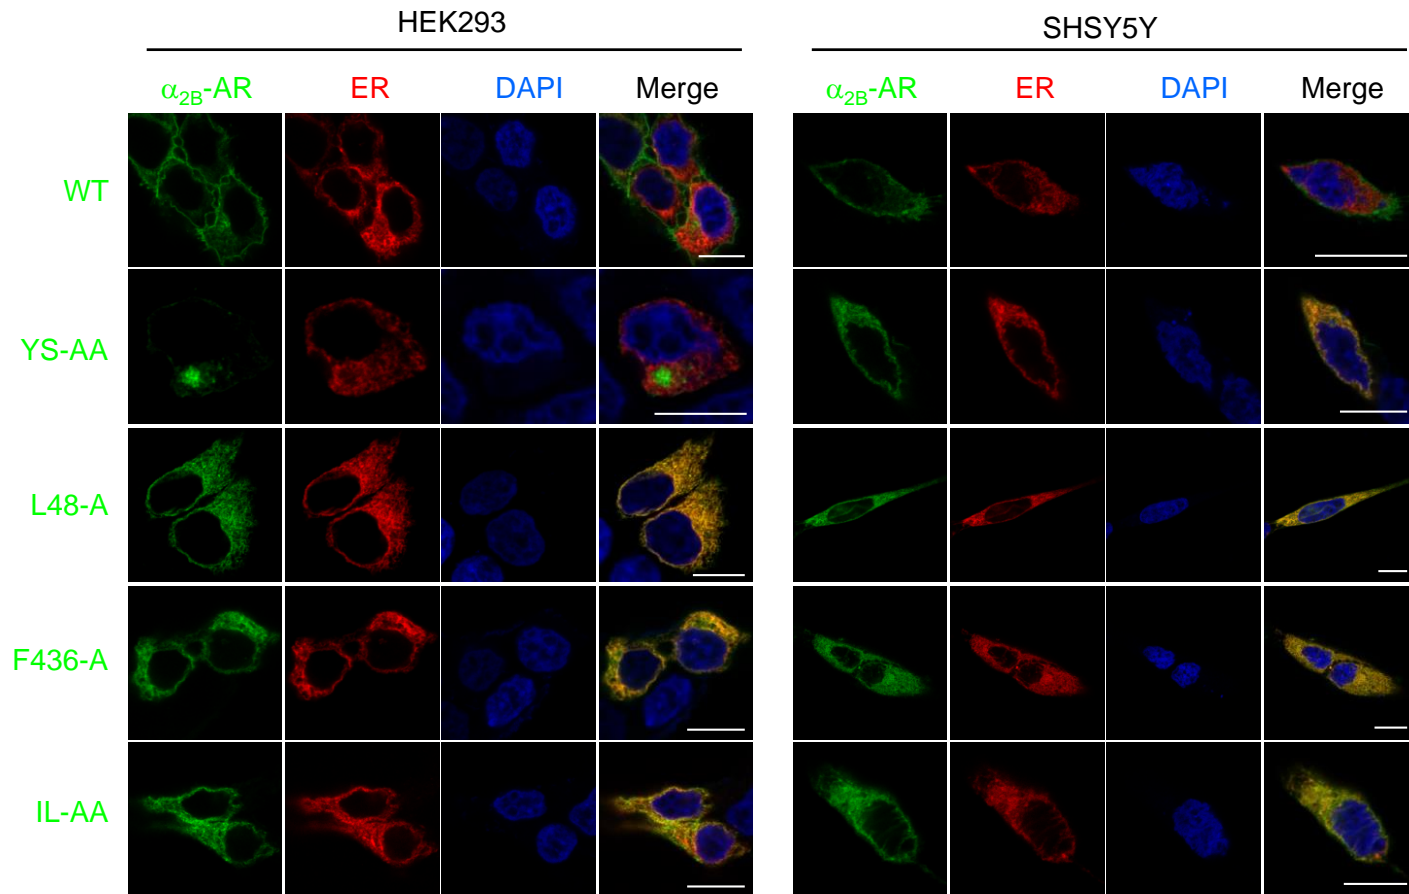 HEK293 SHSY5Y
α2B-AR ER DAPI Merge α2B-AR ER DAPI Merge
WT
YS-AA
L48-A
F436-A
IL-AA